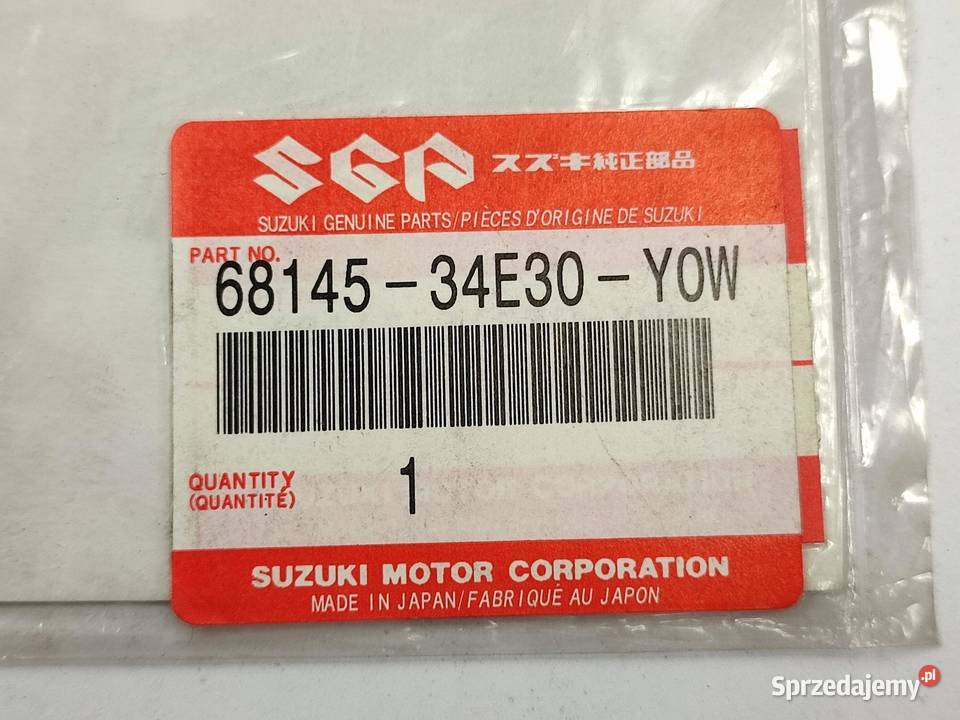 SGP スズキ純正部品
SUZUKI GENUINE PARTS/PIÈCES D'ORIGINE DE SUZUKI
PART NO.
68145-34E30-YOW
QUANTITY 1
(QUANTITÉ)
SUZUKI MOTOR CORPORATION
MADE IN JAPAN/FABRIQUÉ AU JAPON
Sprzedajemy.pl